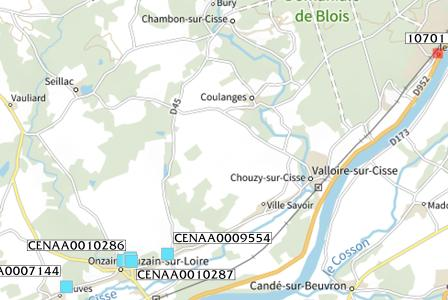 Bury
Chambon-sur-Cisse
de Blois
10701
Seillac
D952
Vauliard
Coulanges
D45
D173
Chouzy-sur-Cisse
Valloire-sur-Cisse
Ville Savoir
CENAA0009554
CENAA0010286
Onzain
uzain-sur-Loire
le Cosson
A0007144
CENAA0010287
uves
Candé-sur-Beuvron